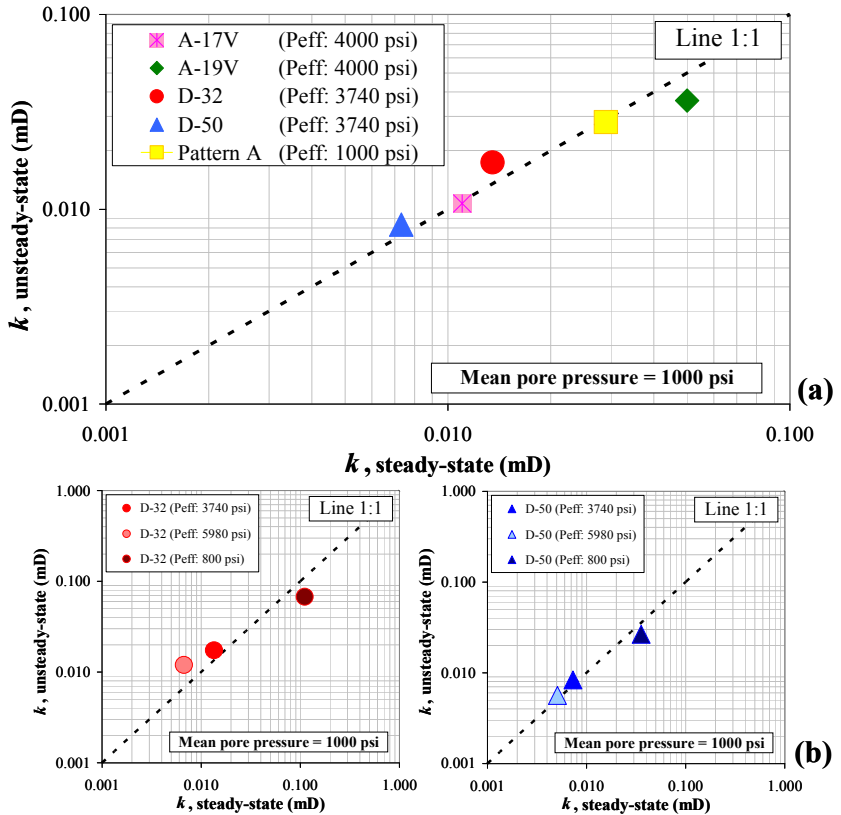 k, unsteady-state (mD)
0.100
0.010
0.001
A-17V (Peff: 4000 psi)
A-19V (Peff: 4000 psi)
D-32 (Peff: 3740 psi)
D-50 (Peff: 3740 psi)
Pattern A (Peff: 1000 psi)
Line 1:1
Mean pore pressure = 1000 psi
(a)
0.001 0.010 0.100
k, steady-state (mD)
k, unsteady-state (mD)
1.000
0.100
0.010
0.001
D-32 (Peff: 3740 psi)
D-32 (Peff: 5980 psi)
D-32 (Peff: 800 psi)
Line 1:1
Mean pore pressure = 1000 psi
0.001 0.010 0.100 1.000
k, steady-state (mD)
k, unsteady-state (mD)
1.000
0.100
0.010
0.001
D-50 (Peff: 3740 psi)
D-50 (Peff: 5980 psi)
D-50 (Peff: 800 psi)
Line 1:1
Mean pore pressure = 1000 psi
(b)
0.001 0.010 0.100 1.000
k, steady-state (mD)